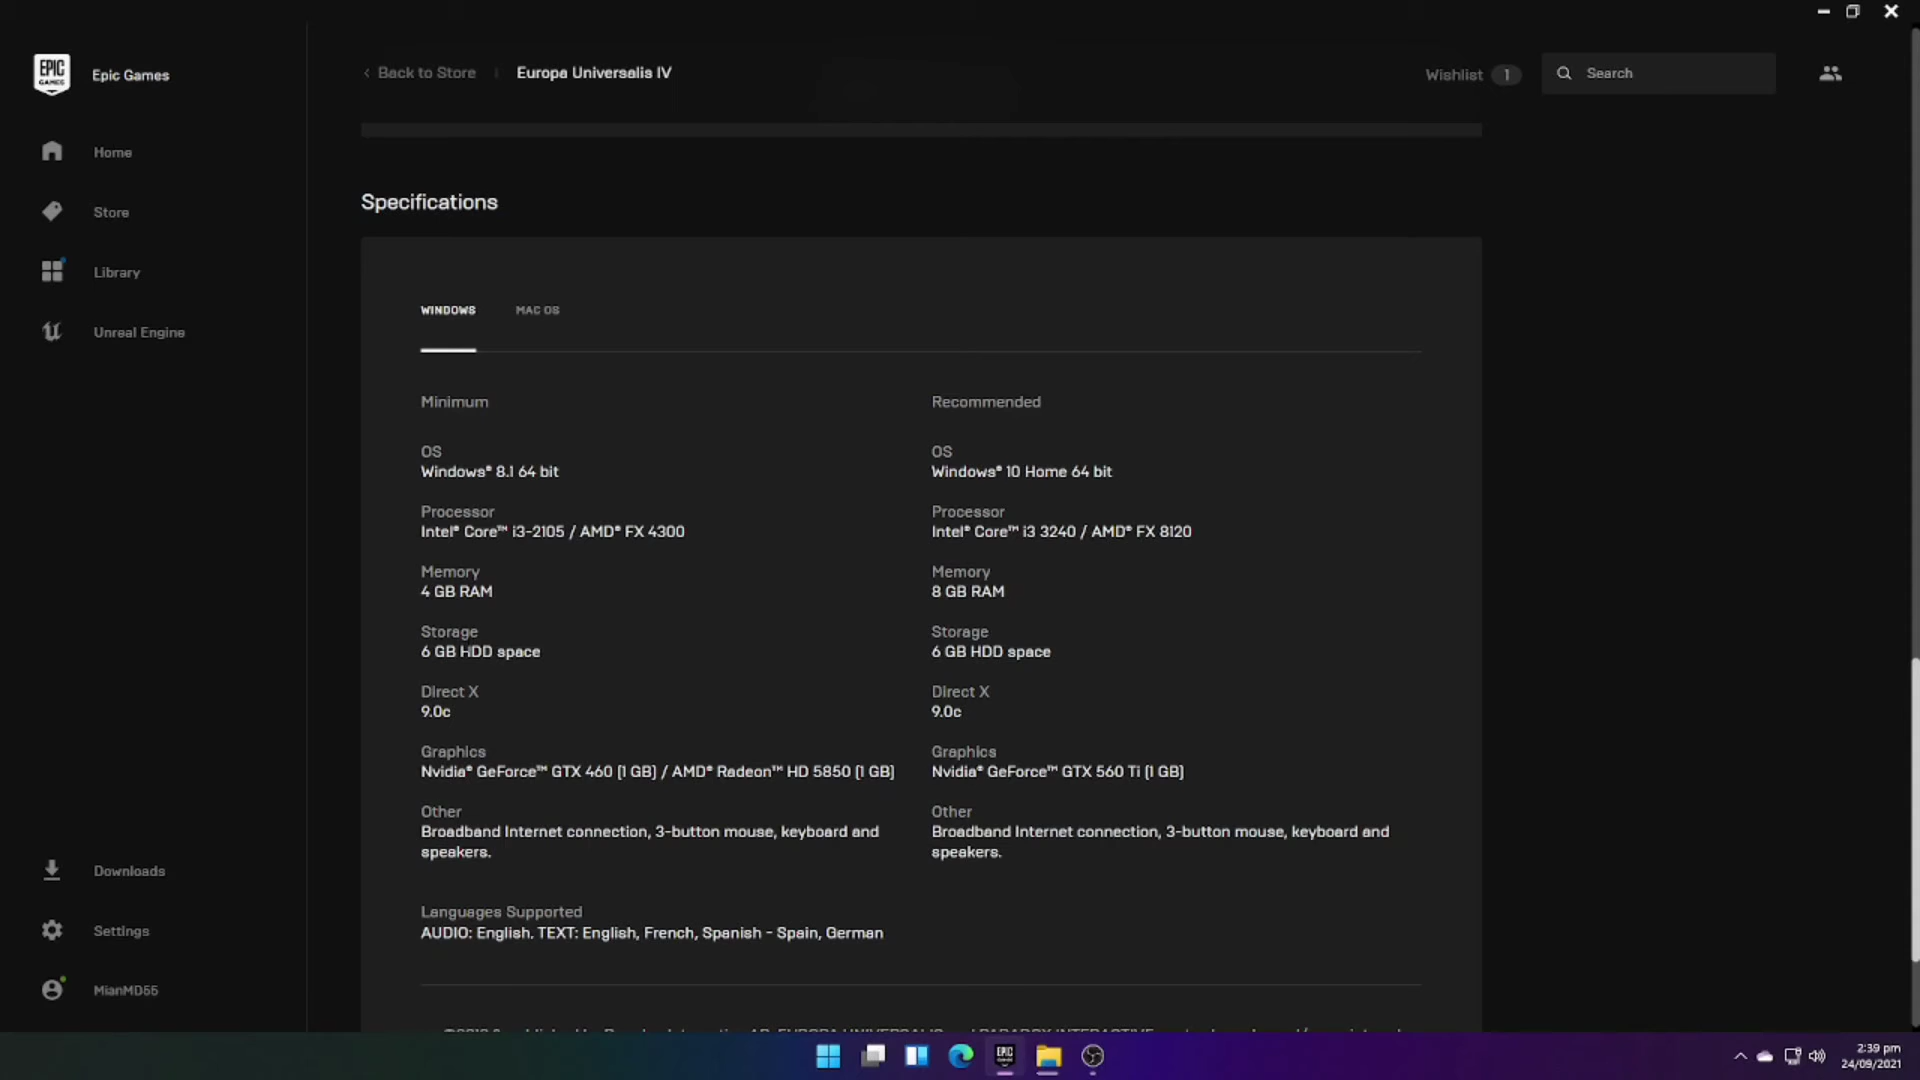 EPIC GAMES
Epic Games
Back to Store
Europa Universalis IV
Wishlist 1
Search
Home
Store
Library
Unreal Engine
Downloads
Settings
MianMD55
Specifications
WINDOWS
MAC OS
Minimum
OS
Windows® 8.1 64 bit
Processor
Intel® Core™ i3-2105 / AMD® FX 4300
Memory
4 GB RAM
Storage
6 GB HDD space
Direct X
9.0c
Graphics
Nvidia® GeForce™ GTX 460 (1 GB) / AMD® Radeon™ HD 5850 (1 GB)
Other
Broadband Internet connection, 3-button mouse, keyboard and
speakers.
Recommended
OS
Windows® 10 Home 64 bit
Processor
Intel® Core™ i3 3240 / AMD® FX 8120
Memory
8 GB RAM
Storage
6 GB HDD space
Direct X
9.0c
Graphics
Nvidia® GeForce™ GTX 560 Ti (1 GB)
Other
Broadband Internet connection, 3-button mouse, keyboard and
speakers.
Languages Supported
AUDIO: English. TEXT: English, French, Spanish - Spain, German
EPIC GAMES
2:39 pm
24/09/2021